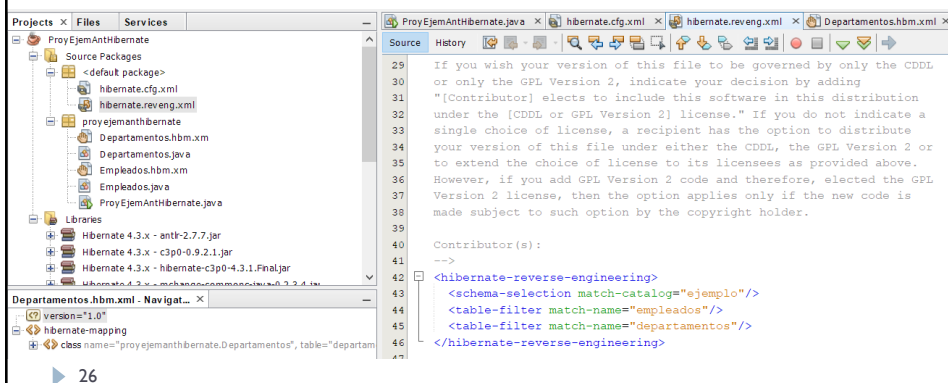 Projects × Files Services
ProyEjemAntHibernate
Source Packages
<default package>
hibernate.cfg.xml
hibernate.reveng.xml
proyejemanthibernate
Departamentos.hbm.xm
Departamentos.java
Empleados.hbm.xm
Empleados.java
ProyEjemAntHibernate.java
Libraries
Hibernate 4.3.x - antlr-2.7.7.jar
Hibernate 4.3.x - c3p0-0.9.2.1.jar
Hibernate 4.3.x - hibernate-c3p0-4.3.1.Final.jar
Hibernate 4.3.x - mchange-commons-java-0.2.3.4.jar
Departamentos.hbm.xml - Navigat... ×
version="1.0"
hibernate-mapping
class name="proyejemanthibernate.Departamentos", table="departam
ProyEjemAntHibernate.java × hibernate.cfg.xml × hibernate.reveng.xml × Departamentos.hbm.xml ×
Source History
29 If you wish your version of this file to be governed by only the CDDL
30 or only the GPL Version 2, indicate your decision by adding
31 "[Contributor] elects to include this software in this distribution
32 under the [CDDL or GPL Version 2] license." If you do not indicate a
33 single choice of license, a recipient has the option to distribute
34 your version of this file under either the CDDL, the GPL Version 2 or
35 to extend the choice of license to its licensees as provided above.
36 However, if you add GPL Version 2 code and therefore, elected the GPL
37 Version 2 license, then the option applies only if the new code is
38 made subject to such option by the copyright holder.
39
40 Contributor(s):
41 -->
42 <hibernate-reverse-engineering>
43 <schema-selection match-catalog="ejemplo"/>
44 <table-filter match-name="empleados"/>
45 <table-filter match-name="departamentos"/>
46 </hibernate-reverse-engineering>
47
26